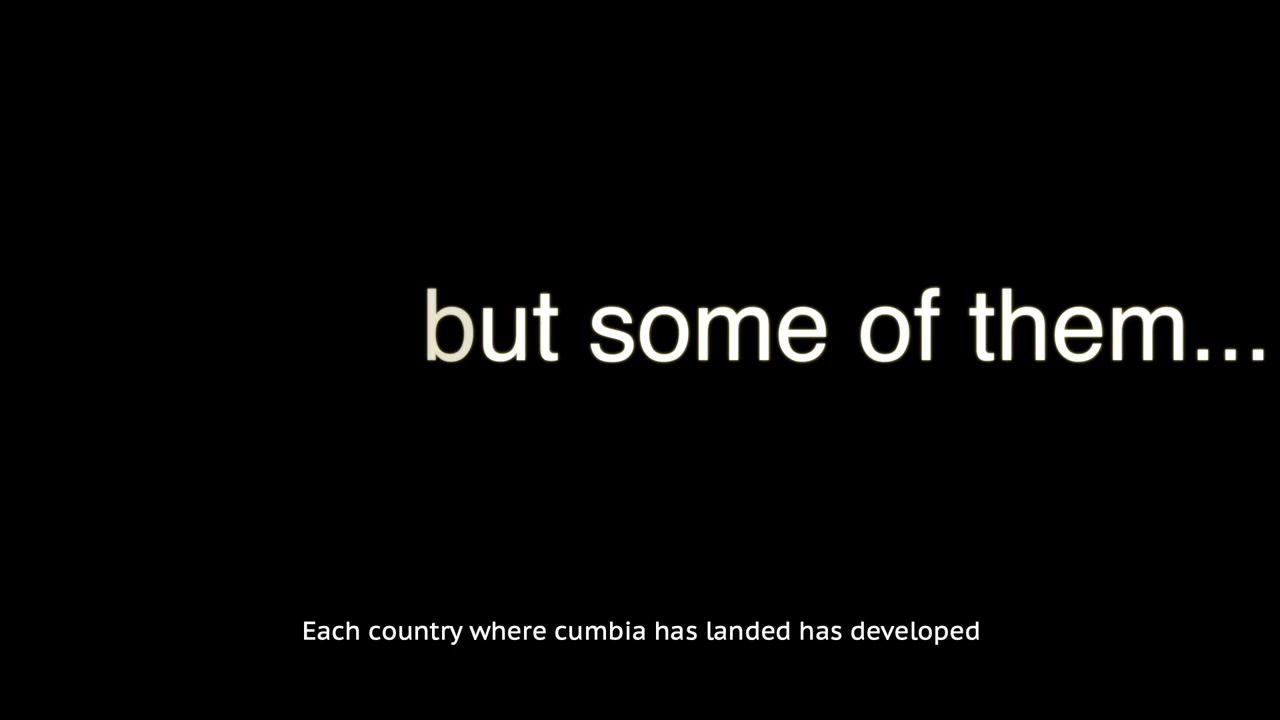 but some of them...
Each country where cumbia has landed has developed